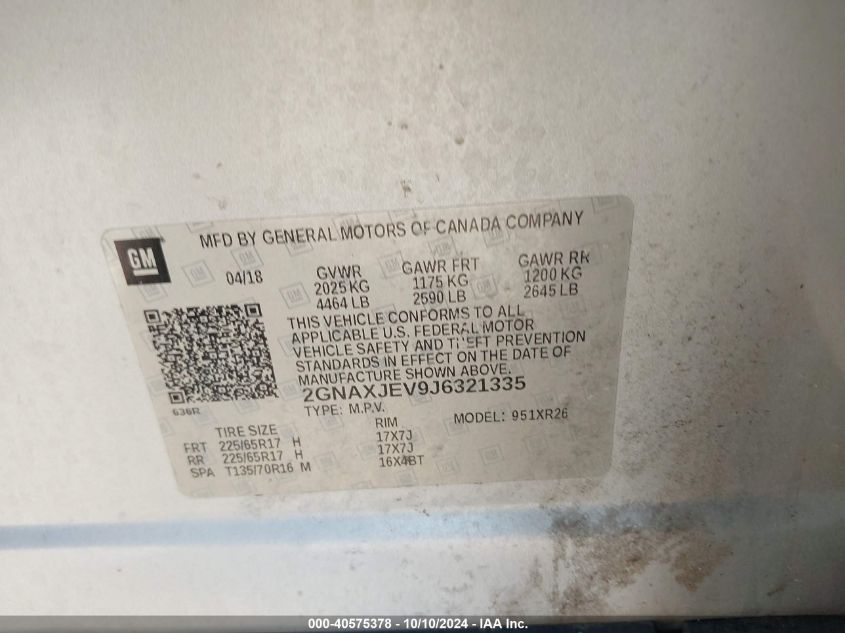 GM
MFD BY GENERAL MOTORS OF CANADA COMPANY
04/18
GVWR GAWR FRT GAWR RR
2025 KG 1175 KG 1200 KG
4464 LB 2590 LB 2645 LB
THIS VEHICLE CONFORMS TO ALL
APPLICABLE U.S. FEDERAL MOTOR
VEHICLE SAFETY AND THEFT PREVENTION
STANDARDS IN EFFECT ON THE DATE OF
MANUFACTURE SHOWN ABOVE.
2GNAXJEV9J6321335
TYPE: M.P.V. MODEL: 951XR26
636R
TIRE SIZE RIM
FRT 225/65R17 H 17X7J
RR 225/65R17 H 17X7J
SPA T135/70R16 M 16X4BT
000-40575378 - 10/10/2024 - IAA Inc.